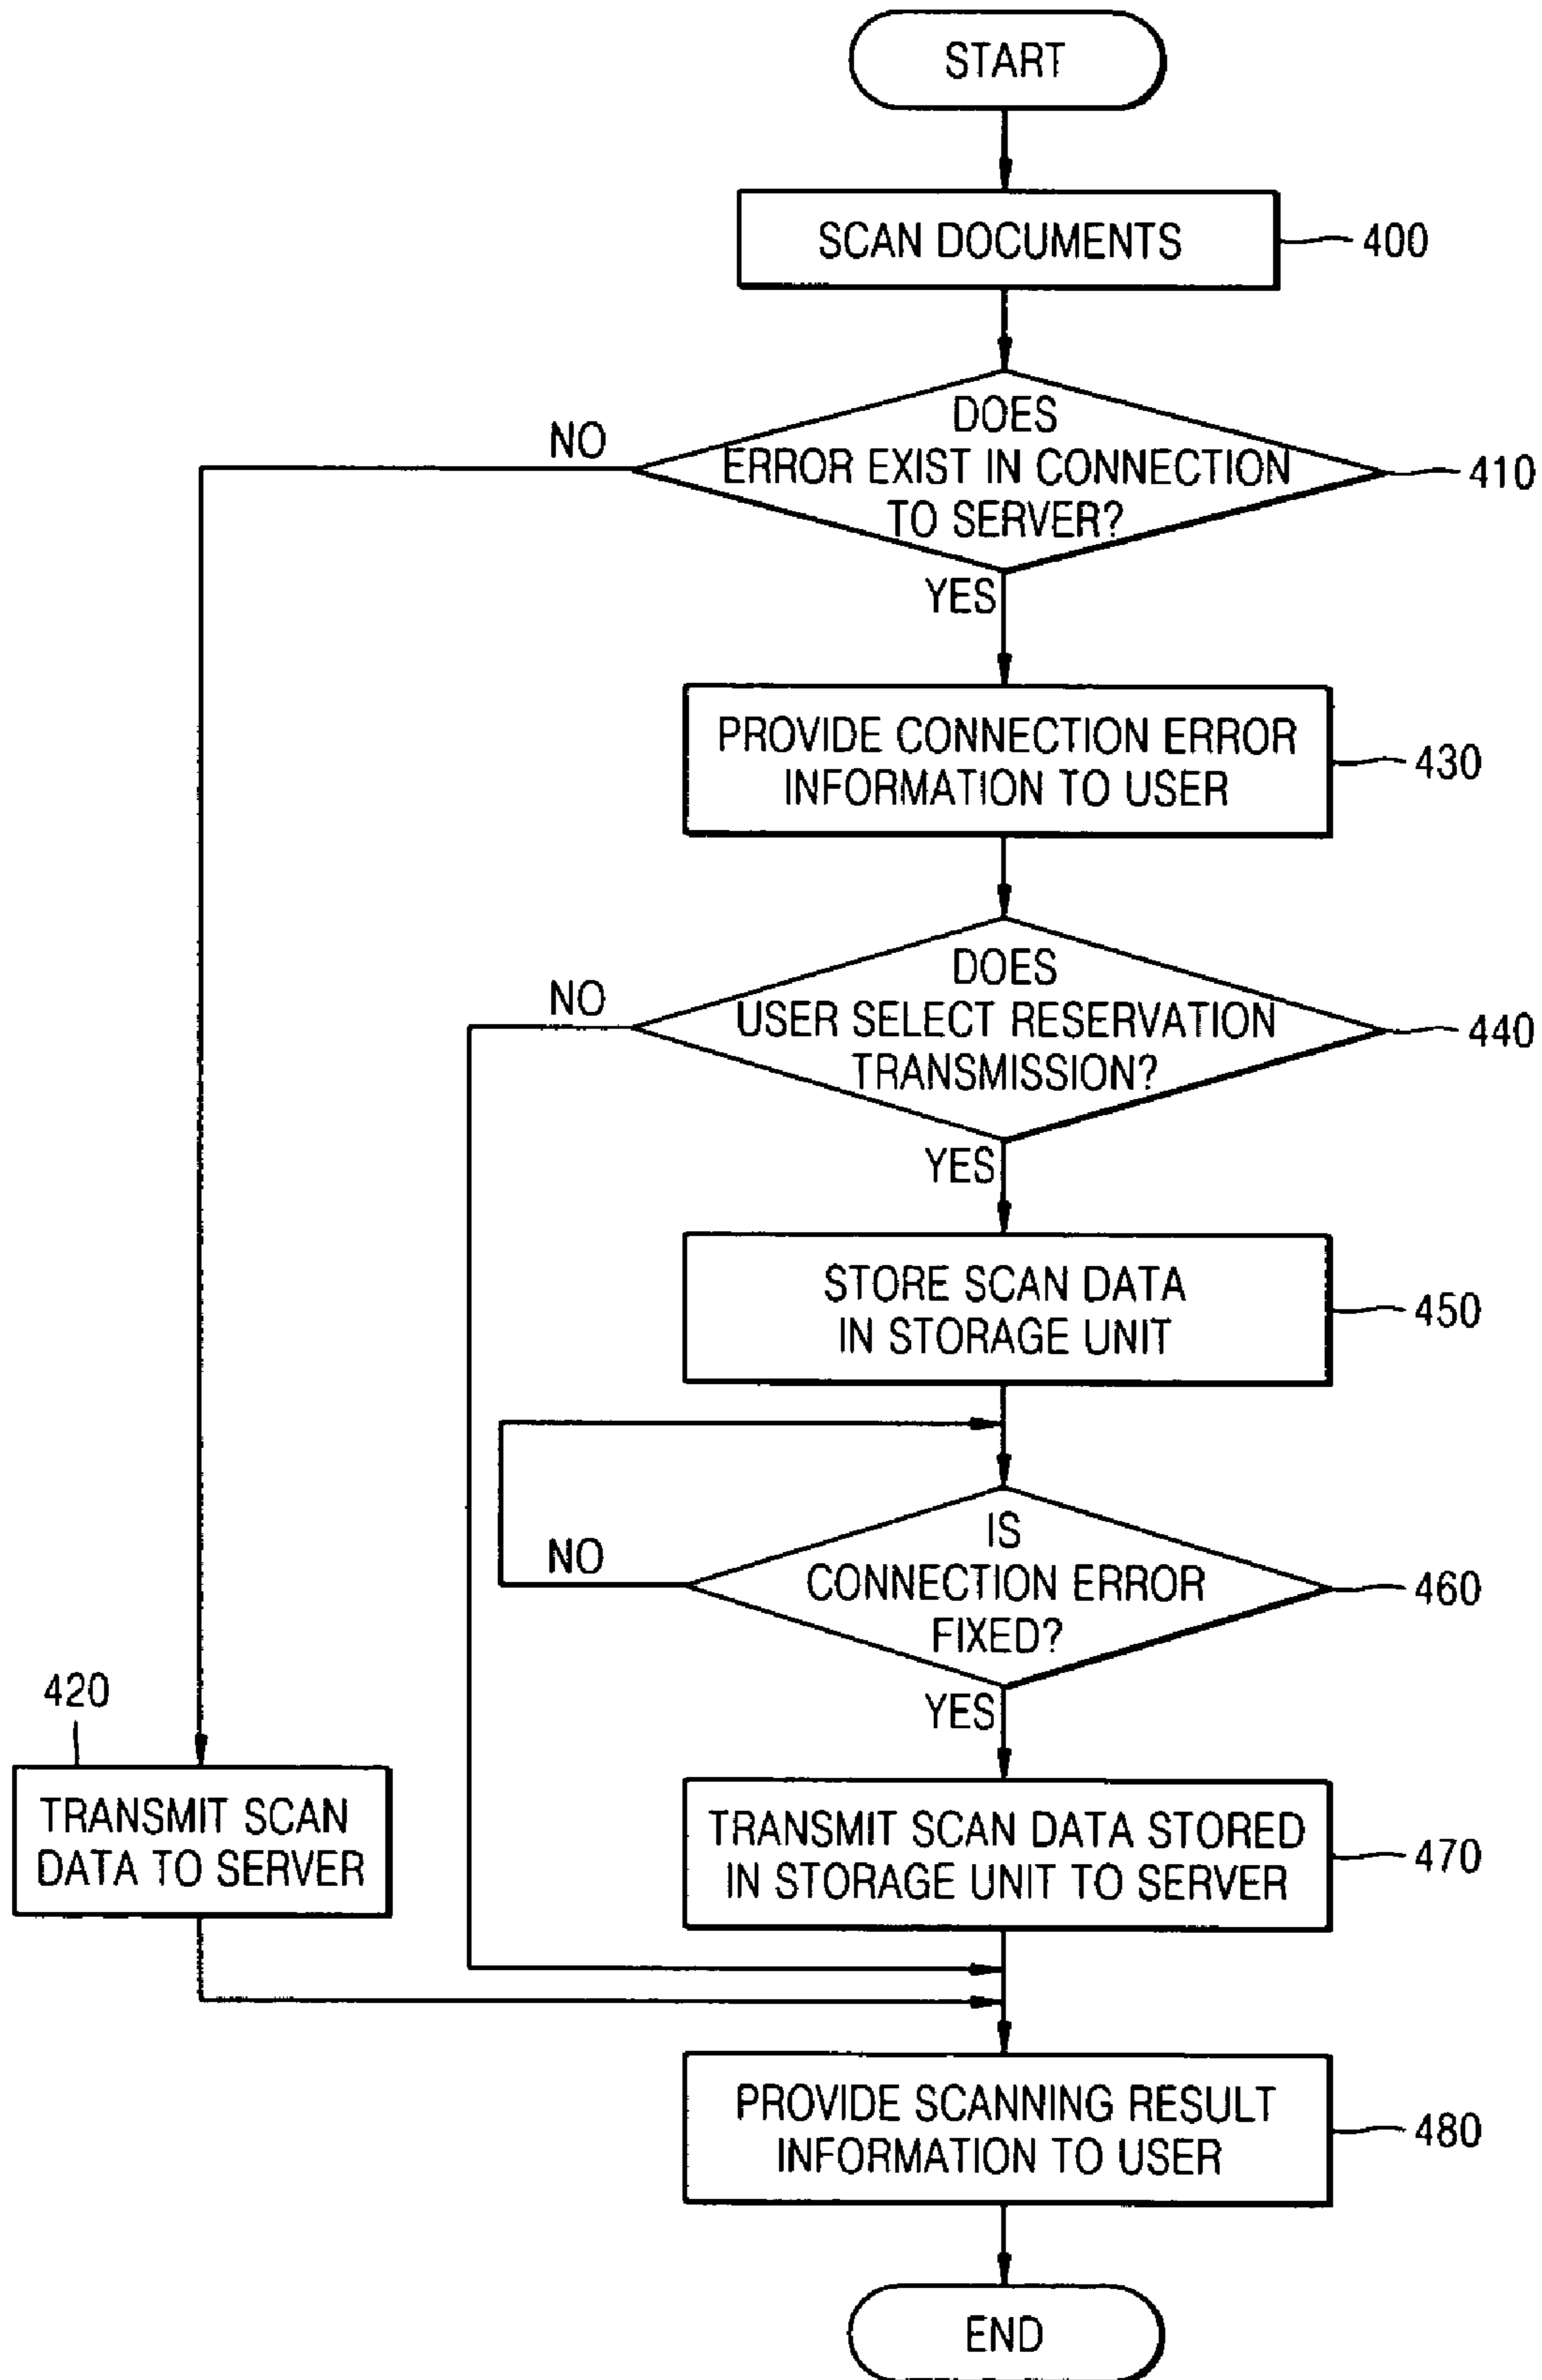 START
SCAN DOCUMENTS
400
DOES
ERROR EXIST IN CONNECTION
TO SERVER?
410
NO
YES
PROVIDE CONNECTION ERROR
INFORMATION TO USER
430
DOES
USER SELECT RESERVATION
TRANSMISSION?
440
NO
YES
STORE SCAN DATA
IN STORAGE UNIT
450
IS
CONNECTION ERROR
FIXED?
460
NO
YES
420
TRANSMIT SCAN
DATA TO SERVER
TRANSMIT SCAN DATA STORED
IN STORAGE UNIT TO SERVER
470
PROVIDE SCANNING RESULT
INFORMATION TO USER
480
END